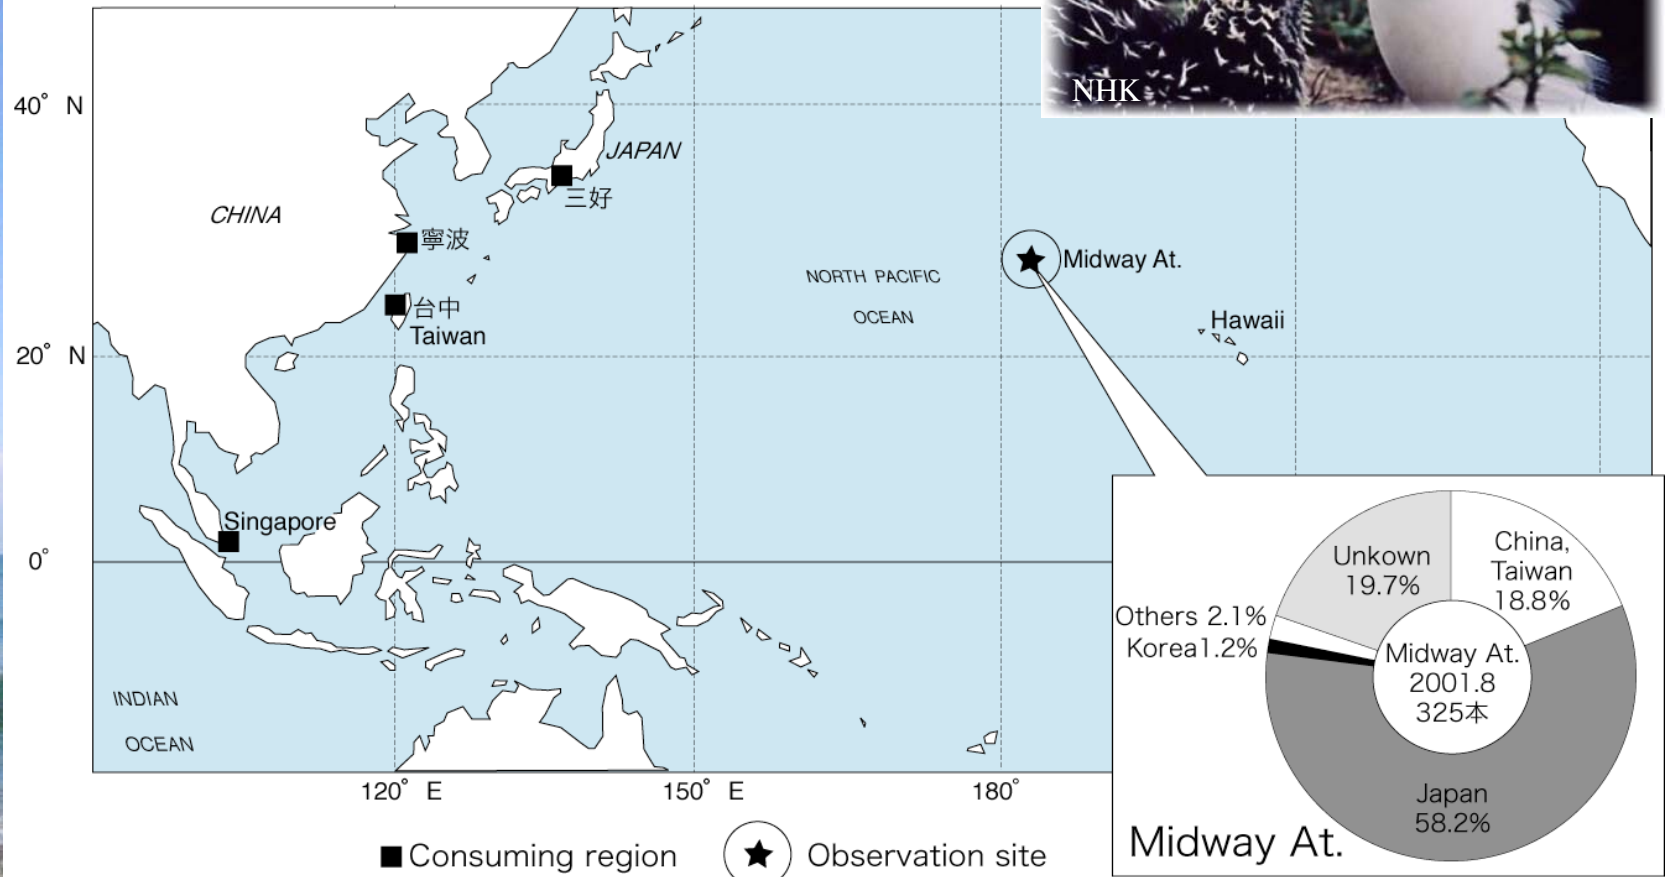 NHK
40° N
JAPAN
三好
CHINA
寧波
Midway At.
NORTH PACIFIC
OCEAN
台中
Taiwan
Hawaii
20° N
Singapore
0°
INDIAN
OCEAN
120° E
150° E
180°
Unkown
19.7%
China,
Taiwan
18.8%
Others 2.1%
Korea1.2%
Midway At.
2001.8
325本
Japan
58.2%
Midway At.
Consuming region
Observation site